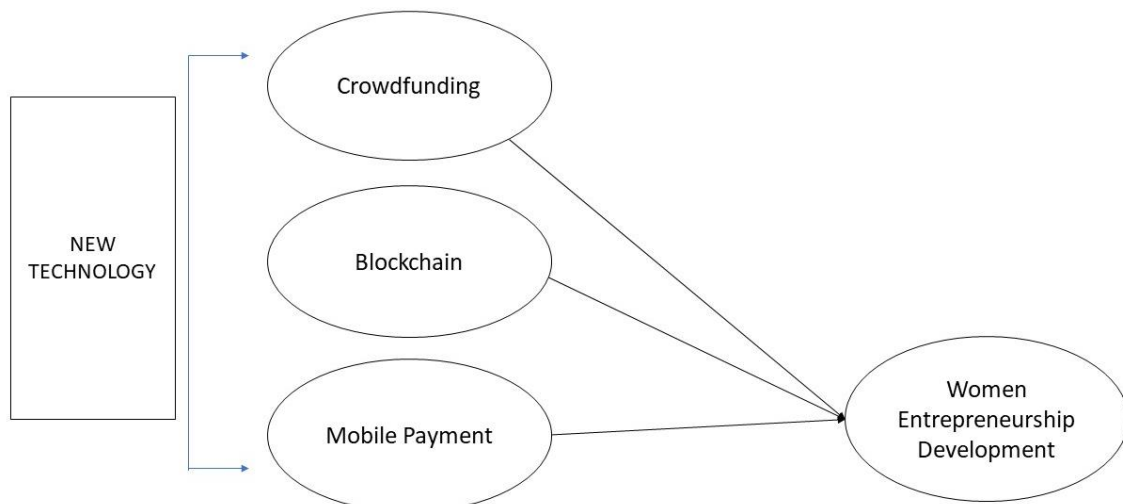 Crowdfunding
NEW
TECHNOLOGY
Blockchain
Mobile Payment
Women
Entrepreneurship
Development